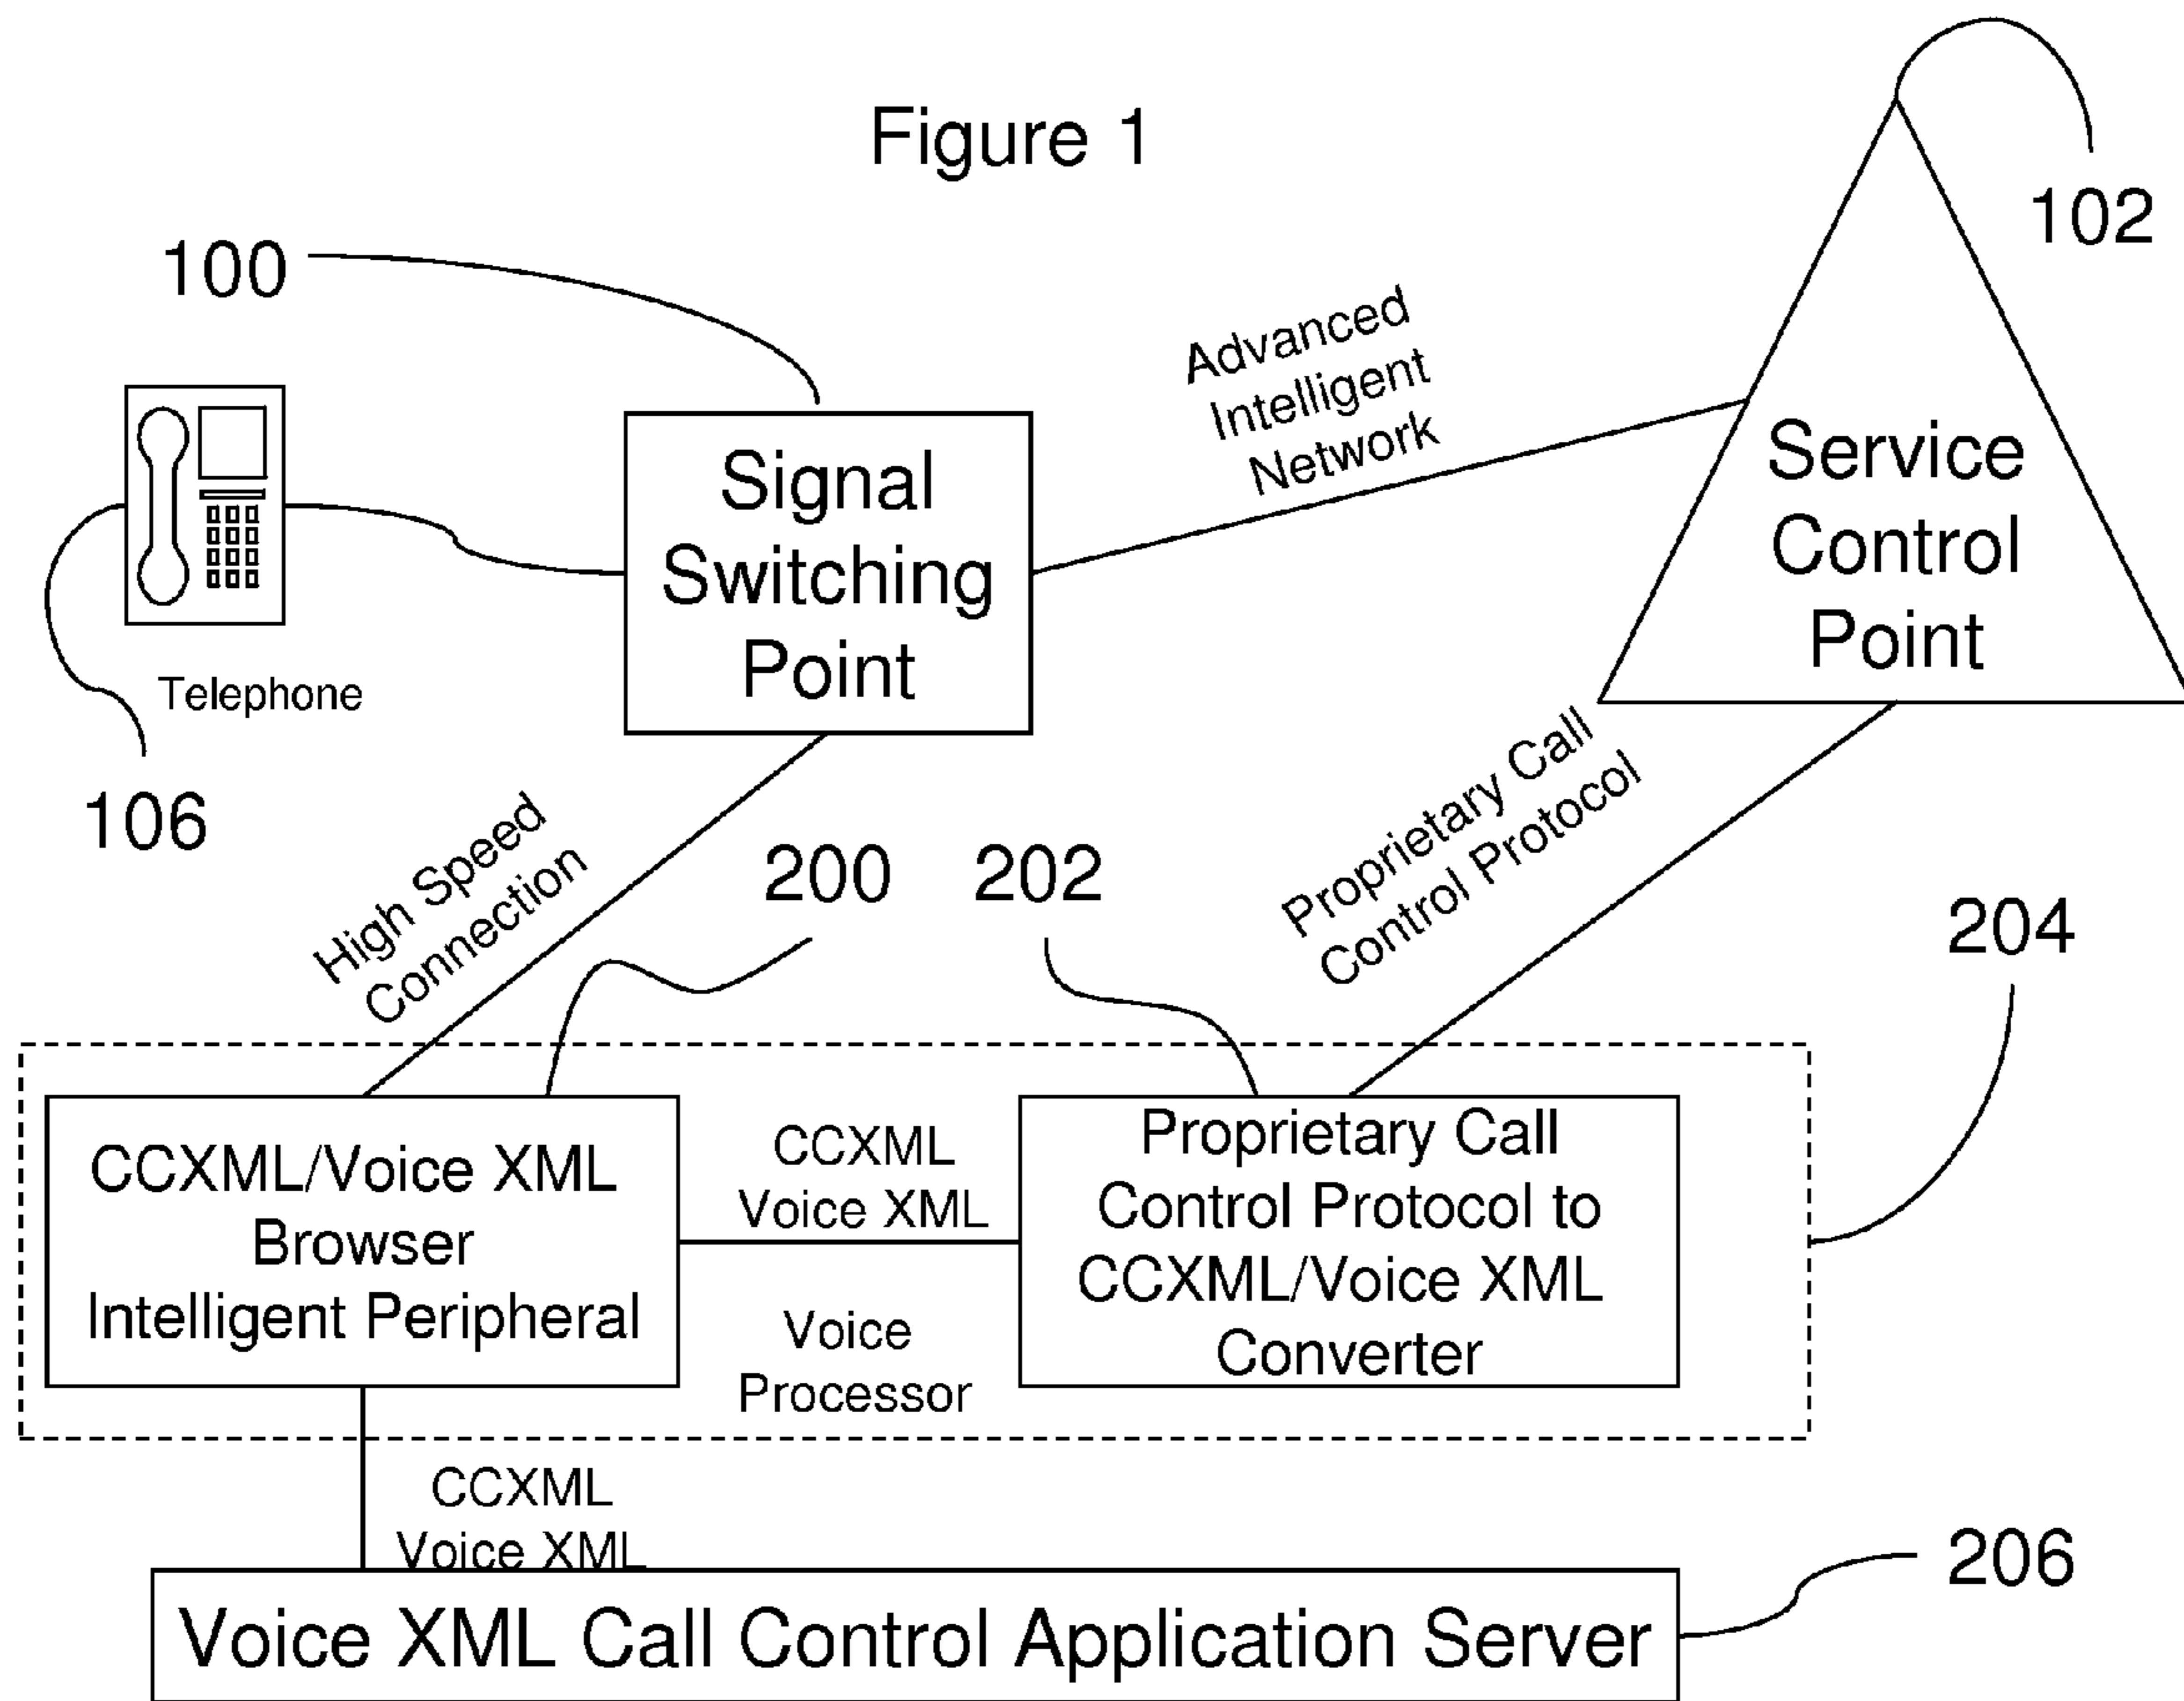 Figure 1
102
100
Advanced
Intelligent
Network
Service
Control
Point
Signal
Switching
Point
Telephone
106
High Speed
Connection
200
202
Proprietary Call
Control Protocol
204
CCXML/Voice XML
Browser
Intelligent Peripheral
CCXML
Voice XML
Voice
Processor
Proprietary Call
Control Protocol to
CCXML/Voice XML
Converter
CCXML
Voice XML
206
Voice XML Call Control Application Server